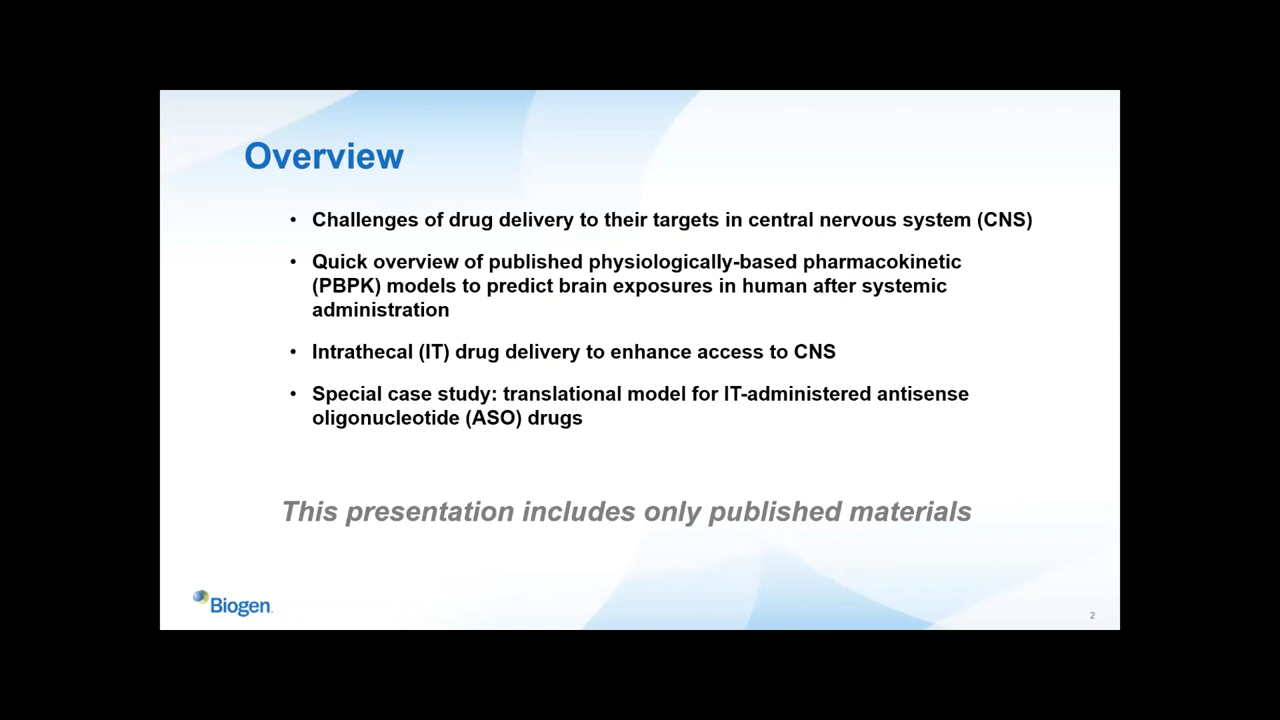 Overview
• Challenges of drug delivery to their targets in central nervous system (CNS)
• Quick overview of published physiologically-based pharmacokinetic
(PBPK) models to predict brain exposures in human after systemic
administration
• Intrathecal (IT) drug delivery to enhance access to CNS
• Special case study: translational model for IT-administered antisense
oligonucleotide (ASO) drugs
This presentation includes only published materials
Biogen
2